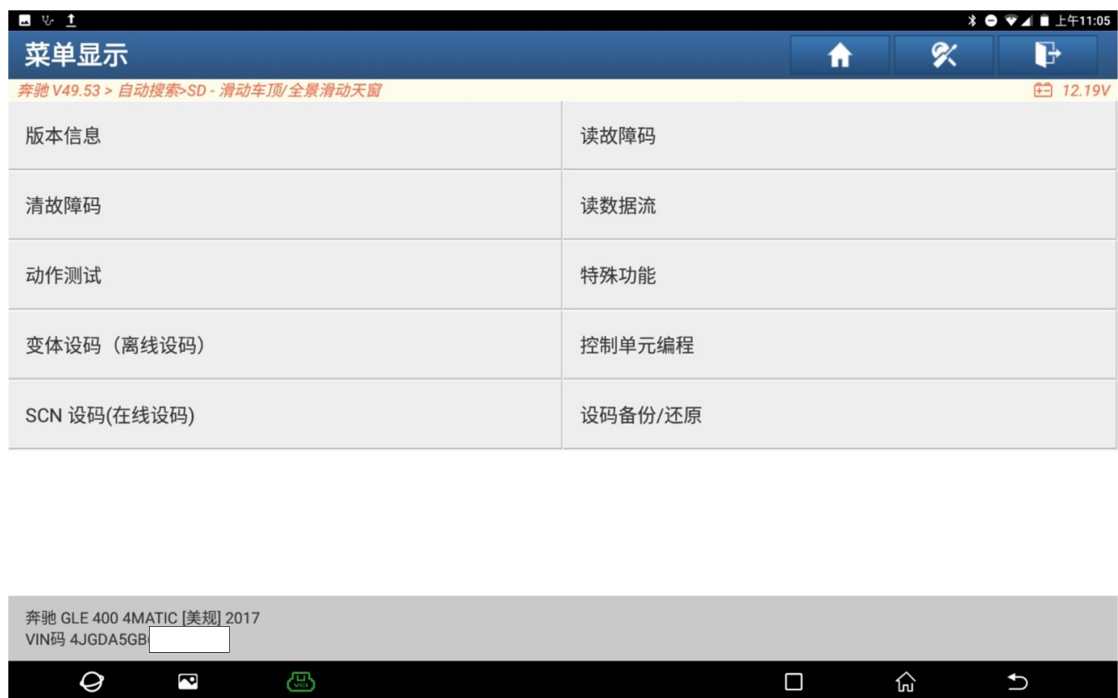 上午11:05
菜单显示
奔驰 V49.53 > 自动搜索>SD - 滑动车顶/全景滑动天窗 12.19V
版本信息 读故障码
清故障码 读数据流
动作测试 特殊功能
变体设码（离线设码） 控制单元编程
SCN 设码(在线设码) 设码备份/还原
奔驰 GLE 400 4MATIC [美规] 2017
VIN码 4JGDA5GB
VCI